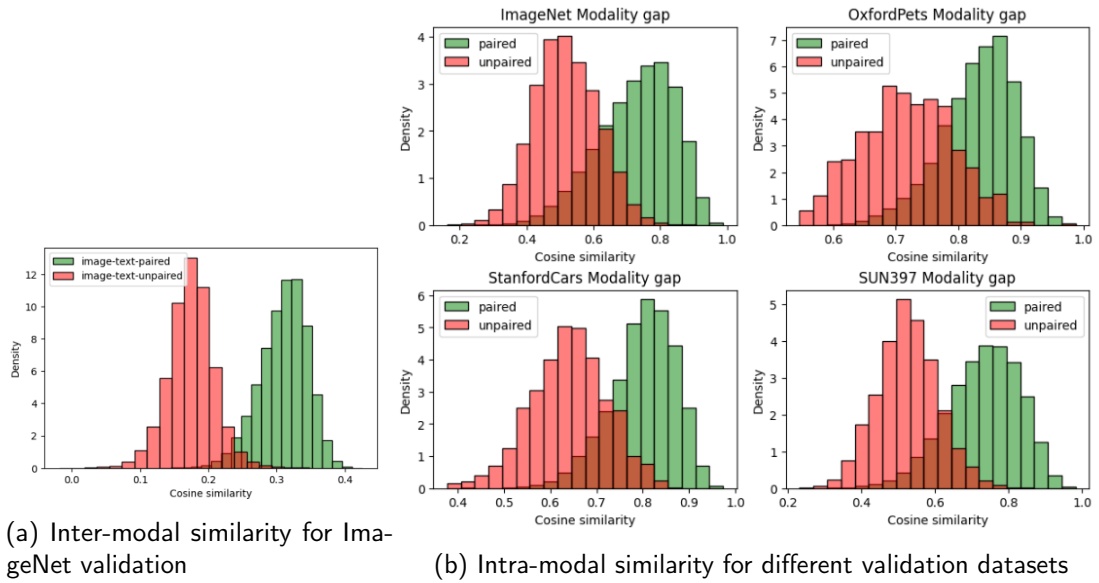 ImageNet Modality gap
paired
unpaired
Density
0
1
2
3
4
0.2
0.4
0.6
0.8
1.0
Cosine similarity
OxfordPets Modality gap
paired
unpaired
Density
0
1
2
3
4
5
6
7
0.6
0.7
0.8
0.9
1.0
Cosine similarity
image-text-paired
image-text-unpaired
Density
0
2
4
6
8
10
12
0.0
0.1
0.2
0.3
0.4
Cosine similarity
(a) Inter-modal similarity for Ima-
geNet validation
StanfordCars Modality gap
paired
unpaired
Density
0
1
2
3
4
5
6
0.4
0.5
0.6
0.7
0.8
0.9
1.0
Cosine similarity
SUN397 Modality gap
paired
unpaired
Density
0
1
2
3
4
5
0.2
0.4
0.6
0.8
1.0
Cosine similarity
(b) Intra-modal similarity for different validation datasets